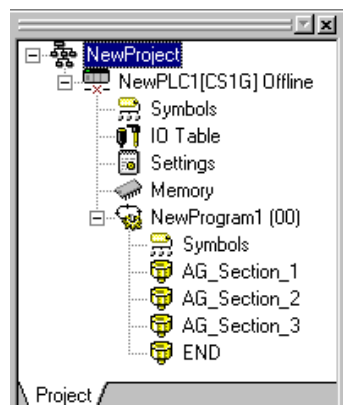 NewProject
NewPLC1[CS1G] Offline
Symbols
IO Table
Settings
Memory
NewProgram1 (00)
Symbols
AG_Section_1
AG_Section_2
AG_Section_3
END
Project